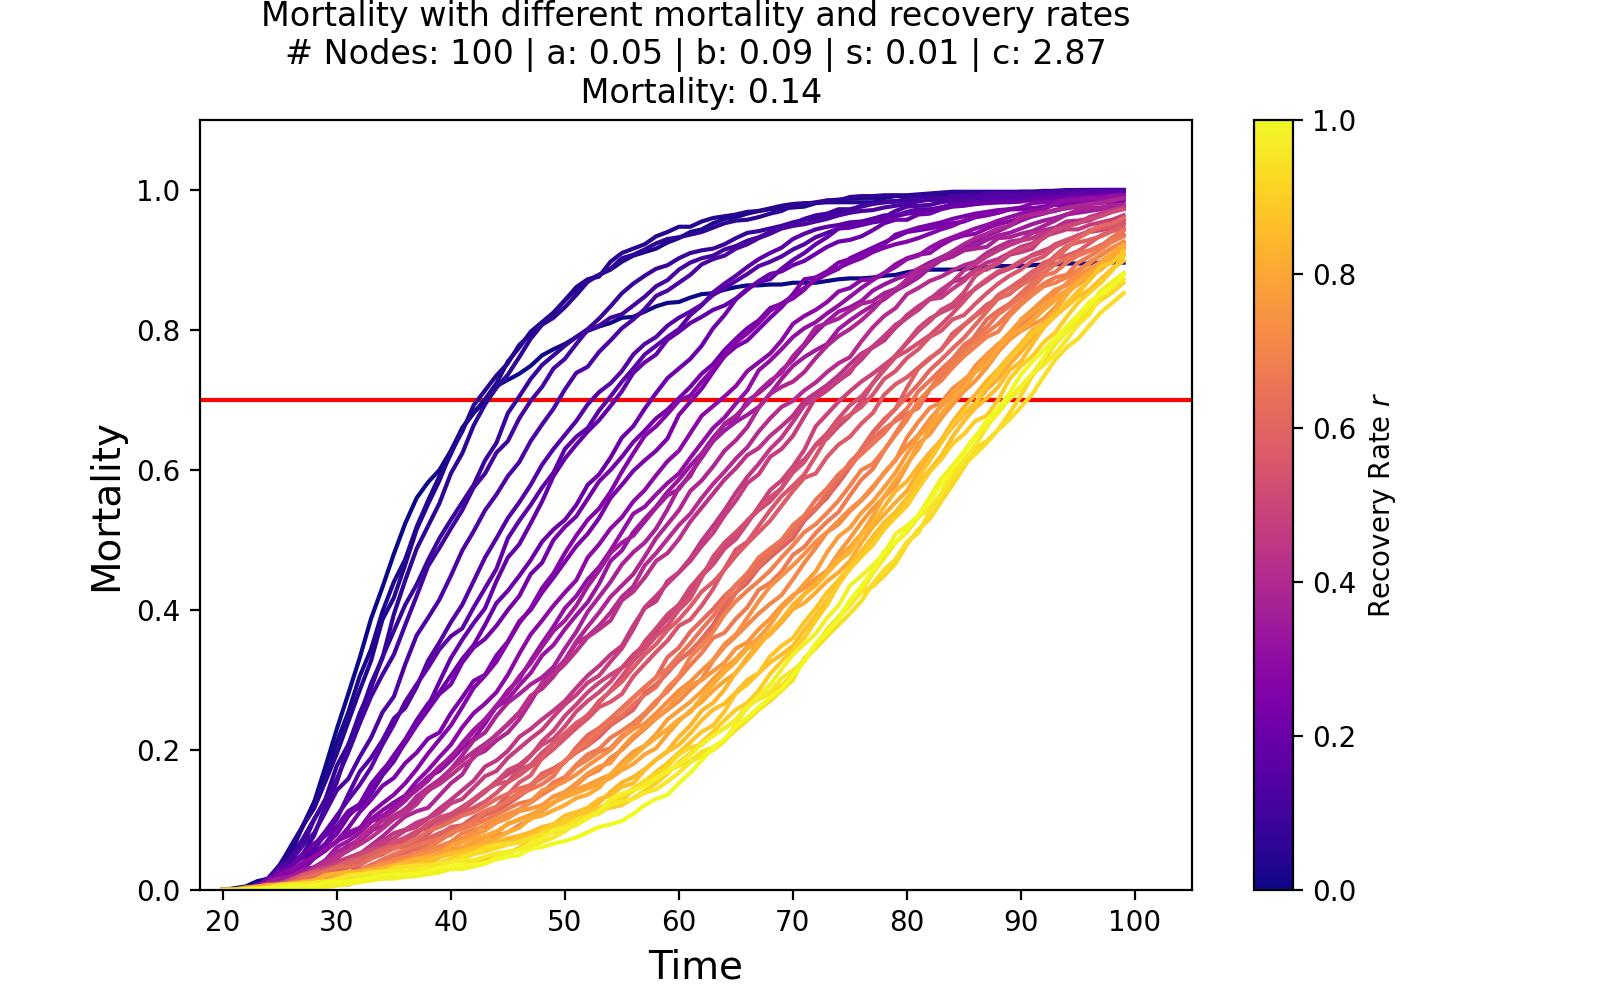 Mortality with different mortality and recovery rates
# Nodes: 100 | a: 0.05 | b: 0.09 | s: 0.01 | c: 2.87
Mortality: 0.14
Mortality
1.0
0.8
0.6
0.4
0.2
0.0
20 30 40 50 60 70 80 90 100
Time
1.0
0.8
0.6
0.4
0.2
0.0
Recovery Rate r